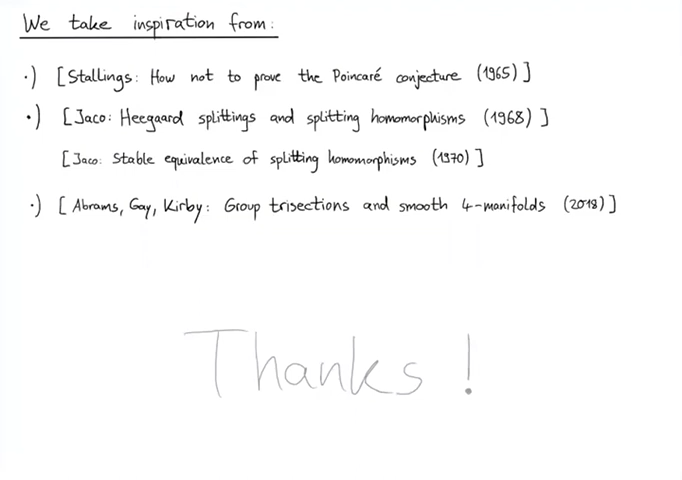 We take inspiration from:
·) [Stallings: How not to prove the Poincaré conjecture (1965)]
·) [Jaco: Heegaard splittings and splitting homomorphisms (1968)]
[Jaco: Stable equivalence of splitting homomorphisms (1970)]
·) [Abrams, Gay, Kirby: Group trisections and smooth 4-manifolds (2018)]
Thanks!